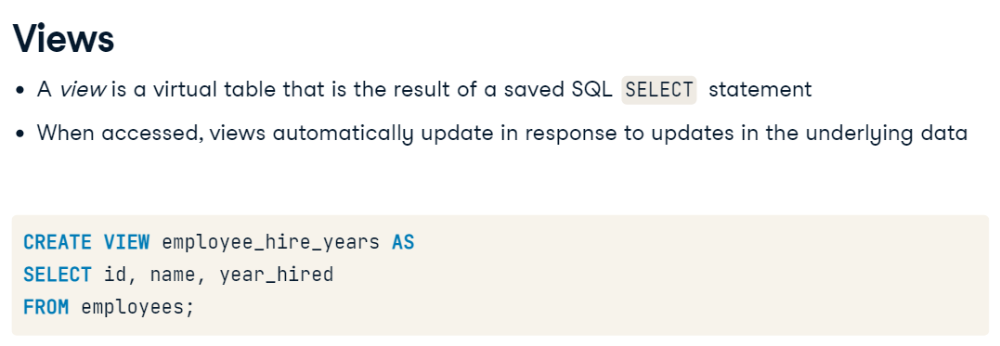 Views
• A view is a virtual table that is the result of a saved SQL SELECT statement
• When accessed, views automatically update in response to updates in the underlying data
CREATE VIEW employee_hire_years AS
SELECT id, name, year_hired
FROM employees;